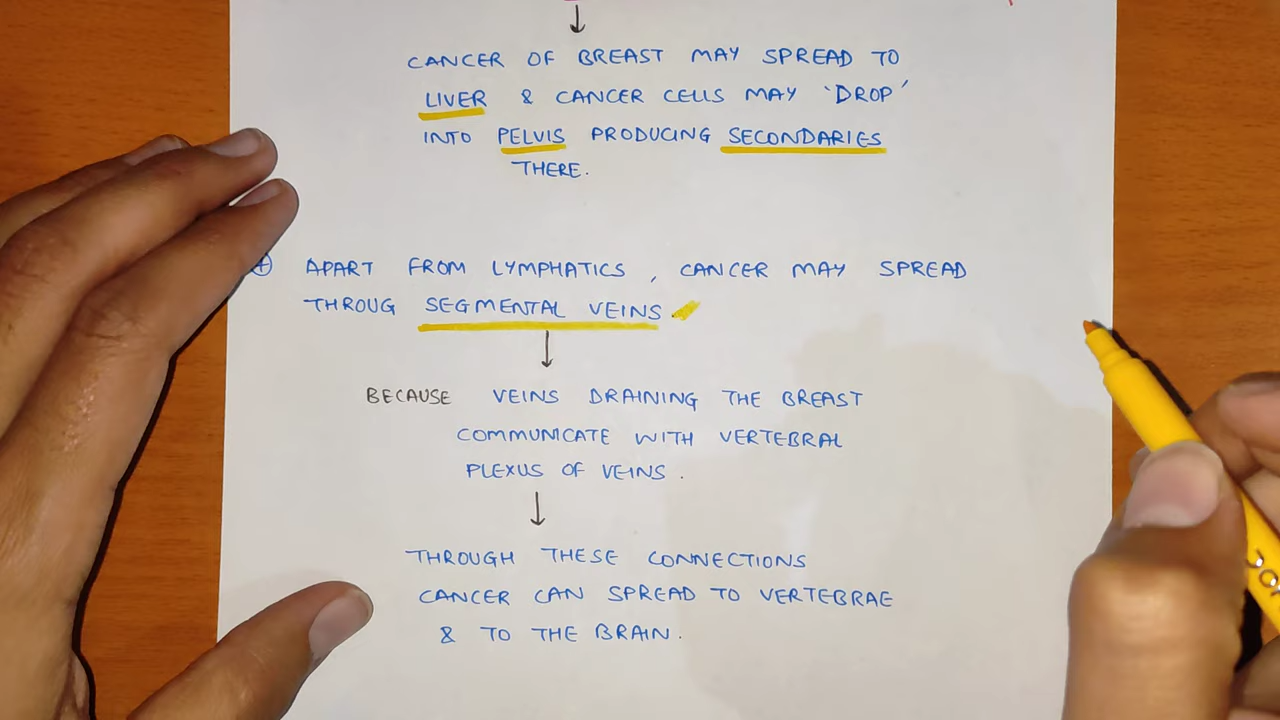 ↓
CANCER OF BREAST MAY SPREAD TO
LIVER & CANCER CELLS MAY 'DROP'
INTO PELVIS PRODUCING SECONDARIES
THERE.
APART FROM LYMPHATICS, CANCER MAY SPREAD
THROUG SEGMENTAL VEINS
↓
BECAUSE VEINS DRAINING THE BREAST
COMMUNICATE WITH VERTEBRAL
PLEXUS OF VEINS.
↓
THROUGH THESE CONNECTIONS
CANCER CAN SPREAD TO VERTEBRAE
& TO THE BRAIN.